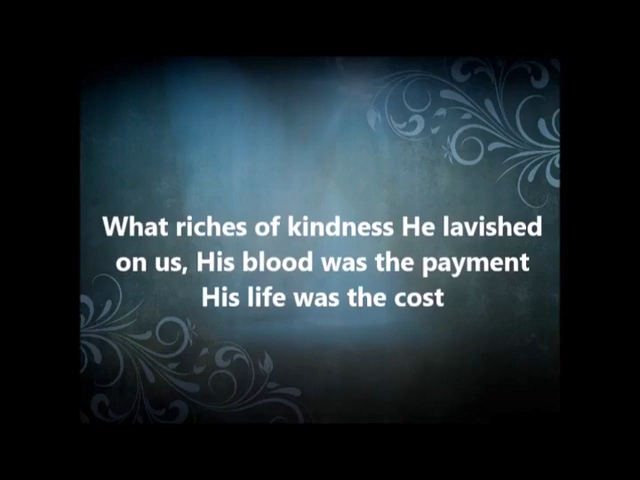 What riches of kindness He lavished
on us, His blood was the payment
His life was the cost